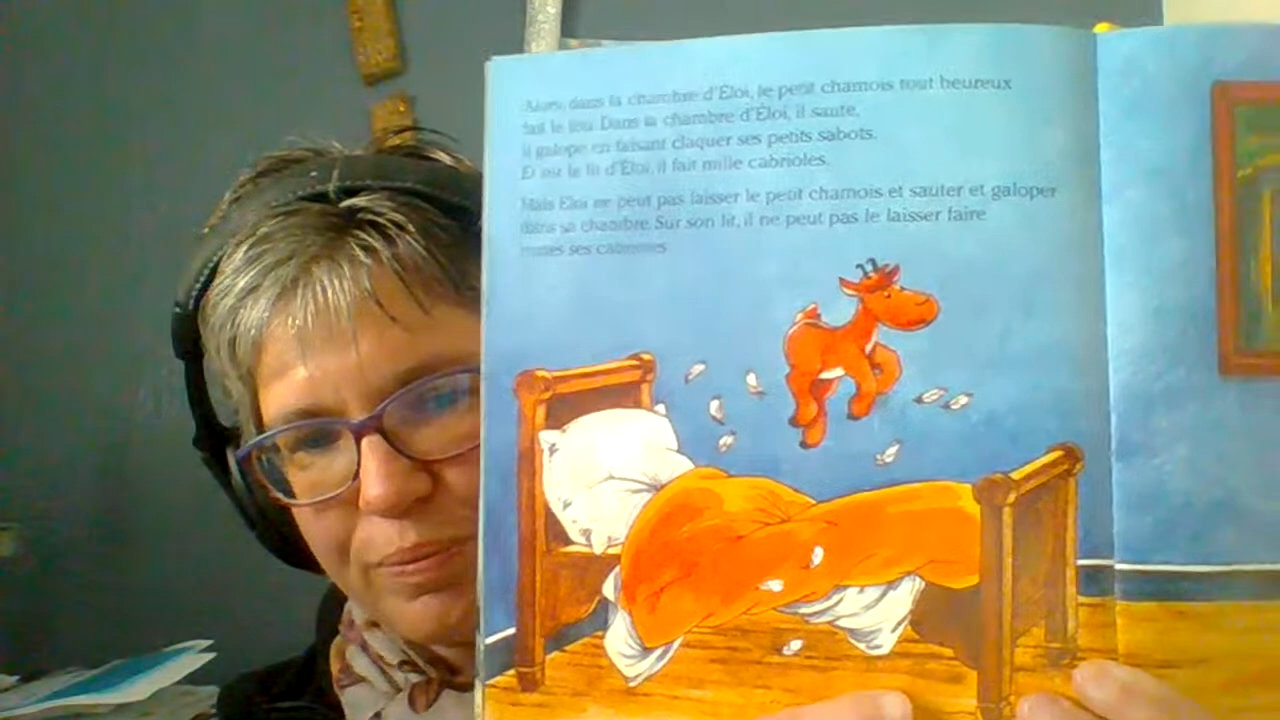 Alors, dans la chambre d'Éloi, le petit chamois tout heureux
fait le fou. Dans la chambre d'Éloi, il saute,
il galope en faisant claquer ses petits sabots.
Et sur le lit d'Éloi, il fait mille cabrioles.
Mais Éloi ne peut pas laisser le petit chamois et sauter et galoper
dans sa chambre. Sur son lit, il ne peut pas le laisser faire
toutes ses cabrioles